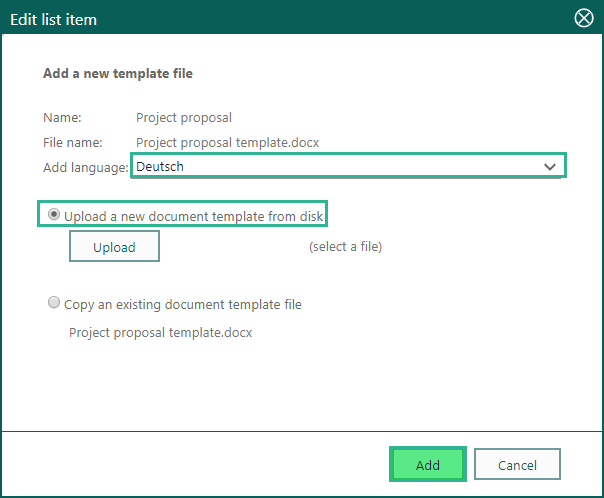 Edit list item
Add a new template file
Name: Project proposal
File name: Project proposal template.docx
Add language: Deutsch
Upload a new document template from disk
Upload (select a file)
Copy an existing document template file
Project proposal template.docx
Add Cancel